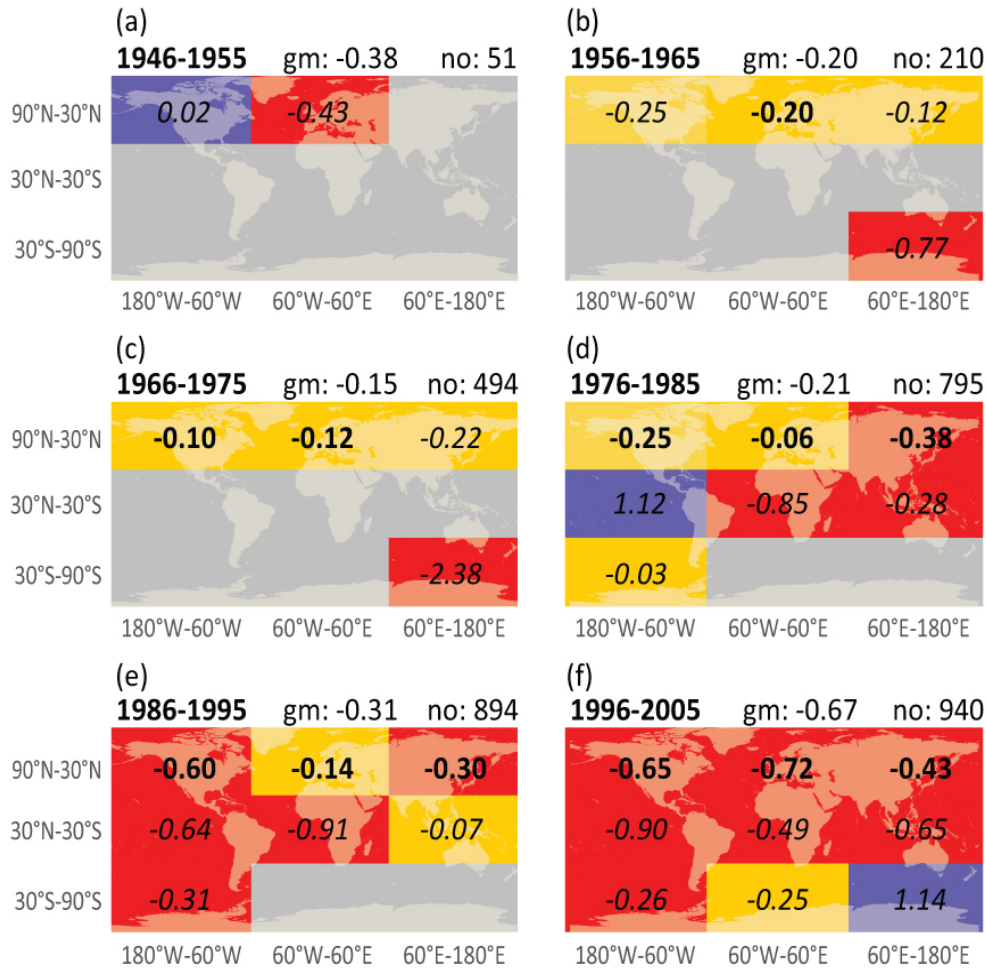 (a)
1946-1955 gm: -0.38 no: 51
90°N-30°N 0.02 -0.43
30°N-30°S
30°S-90°S
180°W-60°W 60°W-60°E 60°E-180°E
(b)
1956-1965 gm: -0.20 no: 210
-0.25 -0.20 -0.12
-0.77
180°W-60°W 60°W-60°E 60°E-180°E
(c)
1966-1975 gm: -0.15 no: 494
90°N-30°N -0.10 -0.12 -0.22
30°N-30°S
30°S-90°S -2.38
180°W-60°W 60°W-60°E 60°E-180°E
(d)
1976-1985 gm: -0.21 no: 795
-0.25 -0.06 -0.38
1.12 -0.85 -0.28
-0.03
180°W-60°W 60°W-60°E 60°E-180°E
(e)
1986-1995 gm: -0.31 no: 894
90°N-30°N -0.60 -0.14 -0.30
30°N-30°S -0.64 -0.91 -0.07
30°S-90°S -0.31
180°W-60°W 60°W-60°E 60°E-180°E
(f)
1996-2005 gm: -0.67 no: 940
-0.65 -0.72 -0.43
-0.90 -0.49 -0.65
-0.26 -0.25 1.14
180°W-60°W 60°W-60°E 60°E-180°E